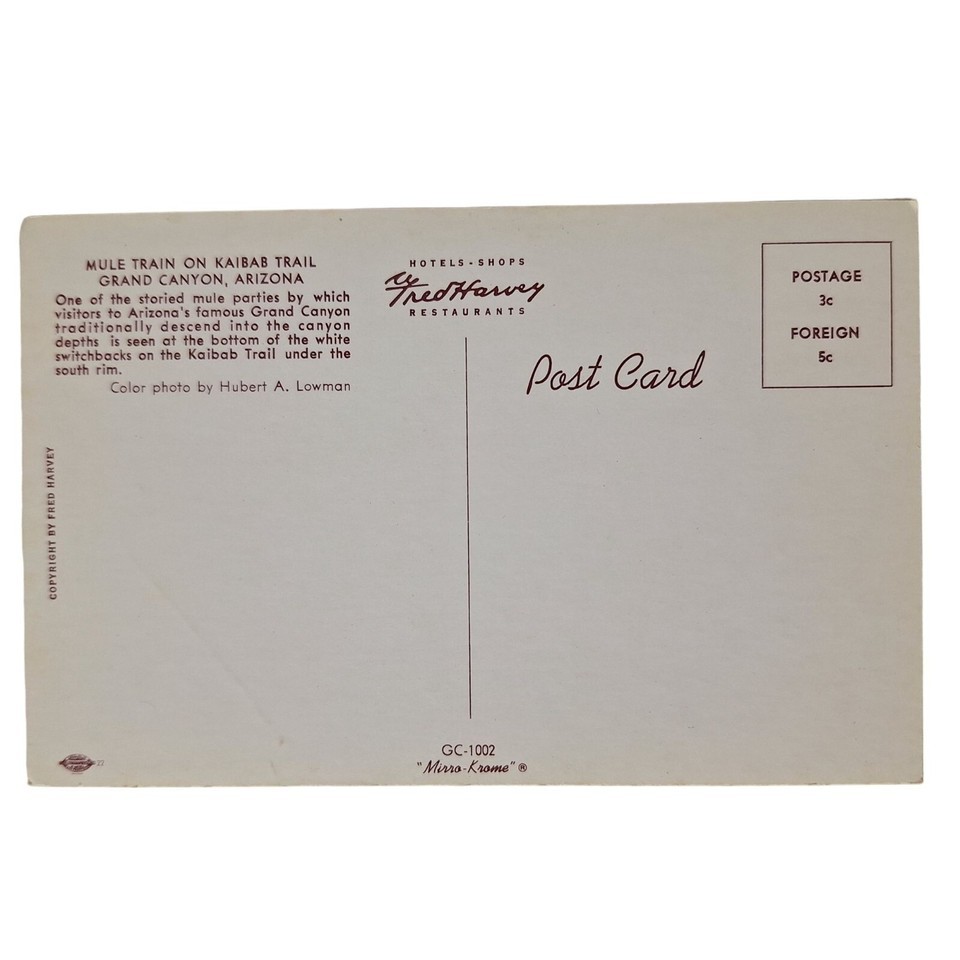 MULE TRAIN ON KAIBAB TRAIL
GRAND CANYON, ARIZONA
One of the storied mule parties by which
visitors to Arizona's famous Grand Canyon
traditionally descend into the canyon
depths is seen at the bottom of the white
switchbacks on the Kaibab Trail under the
south rim.
Color photo by Hubert A. Lowman
COPYRIGHT BY FRED HARVEY
22
HOTELS - SHOPS
Fred Harvey
RESTAURANTS
Post Card
POSTAGE
3c
FOREIGN
5c
GC-1002
"Mirro-Krome" ®